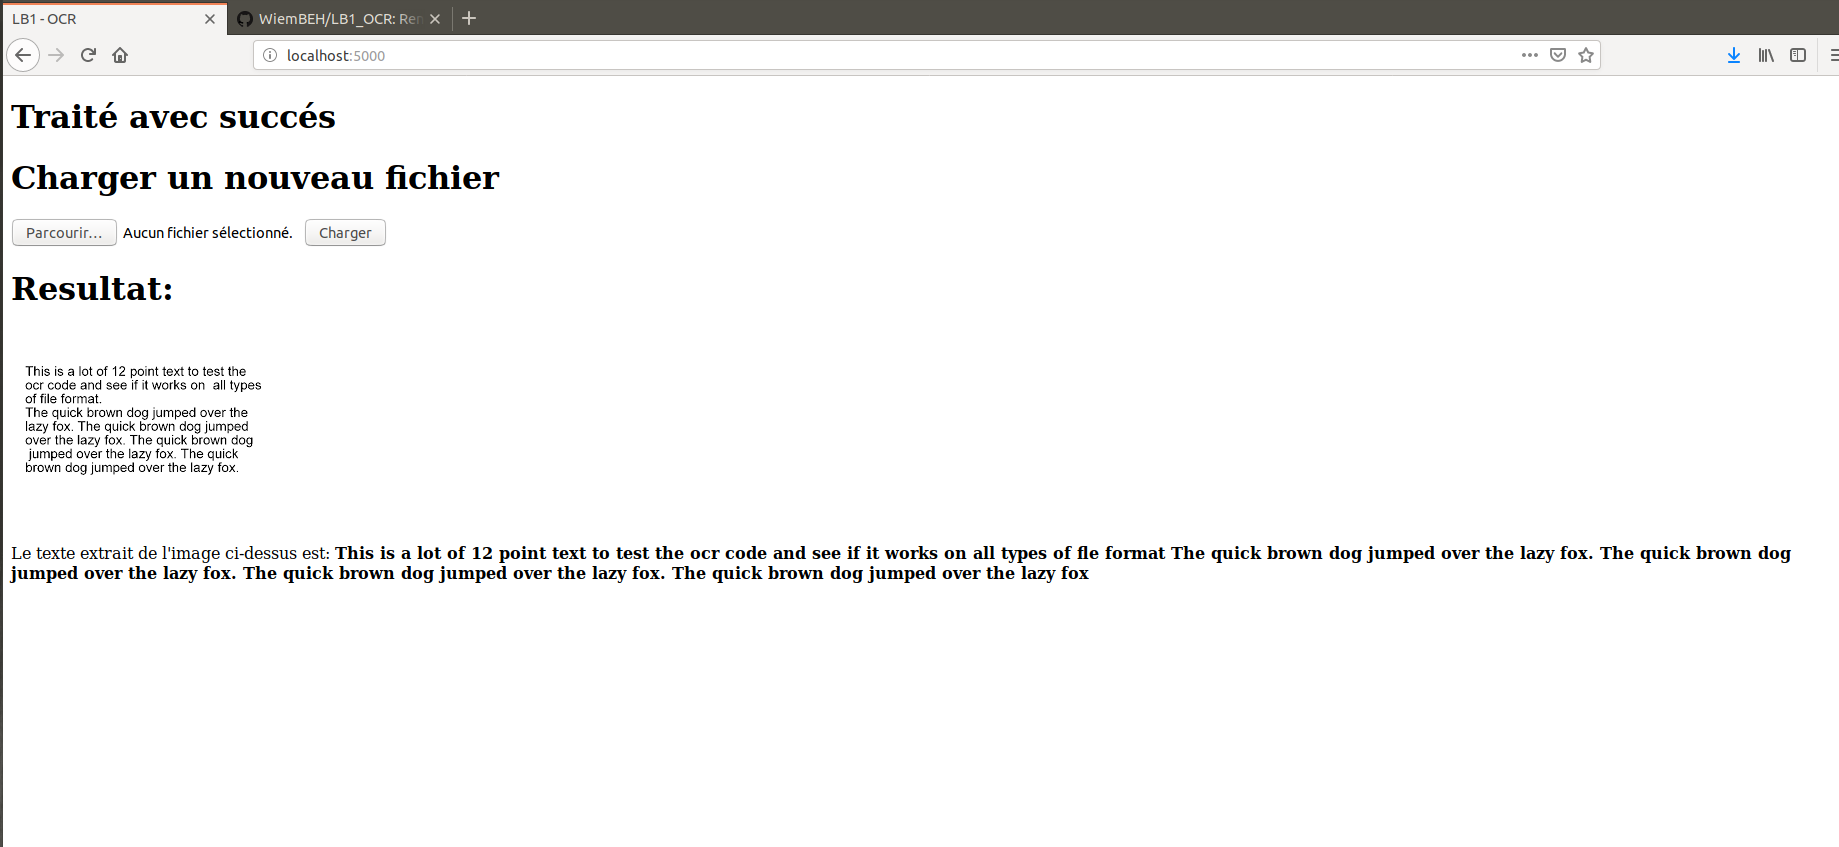 LB1 - OCR
WiemBEH/LB1_OCR: Ren
localhost:5000
Traité avec succés
Charger un nouveau fichier
Parcourir... Aucun fichier sélectionné. Charger
Resultat:
This is a lot of 12 point text to test the
ocr code and see if it works on all types
of file format.
The quick brown dog jumped over the
lazy fox. The quick brown dog jumped
over the lazy fox. The quick brown dog
jumped over the lazy fox. The quick
brown dog jumped over the lazy fox.
Le texte extrait de l'image ci-dessus est: This is a lot of 12 point text to test the ocr code and see if it works on all types of fle format The quick brown dog jumped over the lazy fox. The quick brown dog
jumped over the lazy fox. The quick brown dog jumped over the lazy fox. The quick brown dog jumped over the lazy fox